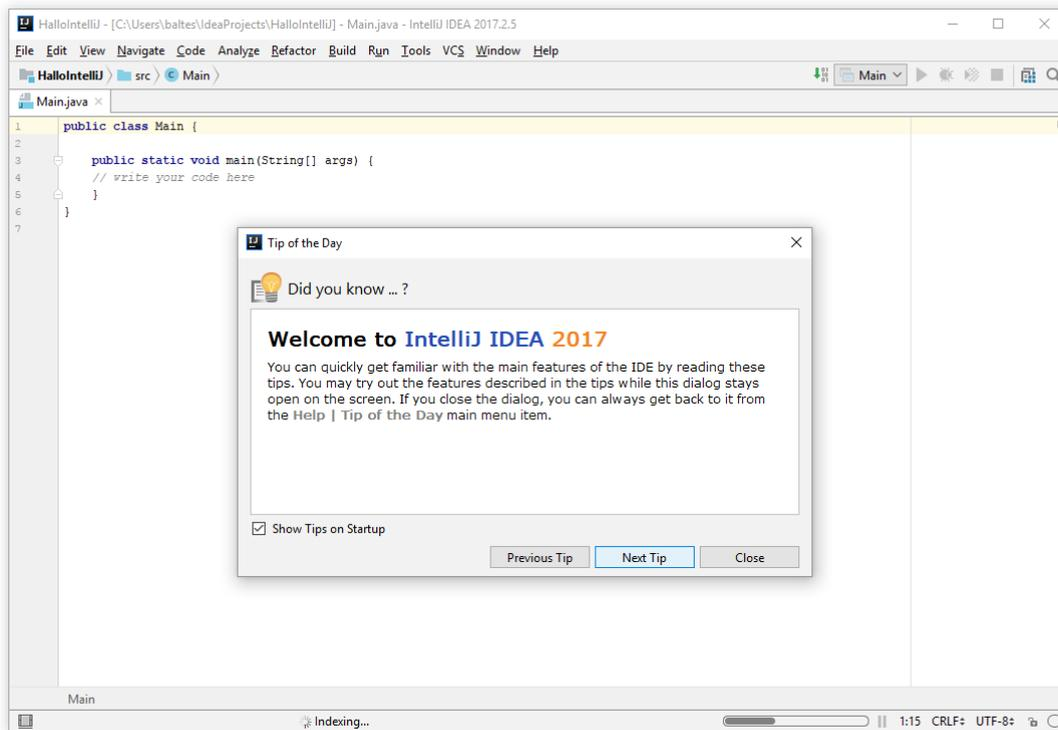 HalloIntelliJ - [C:\Users\baltes\IdeaProjects\HalloIntelliJ] - Main.java - IntelliJ IDEA 2017.2.5
File Edit View Navigate Code Analyze Refactor Build Run Tools VCS Window Help
HalloIntelliJ src C Main Main
Main.java
1 public class Main {
2
3 public static void main(String[] args) {
4 // write your code here
5 }
6 }
7
IJ Tip of the Day
Did you know ... ?
Welcome to IntelliJ IDEA 2017
You can quickly get familiar with the main features of the IDE by reading these
tips. You may try out the features described in the tips while this dialog stays
open on the screen. If you close the dialog, you can always get back to it from
the Help | Tip of the Day main menu item.
Show Tips on Startup
Previous Tip Next Tip Close
Main
Indexing... 1:15 CRLF UTF-8